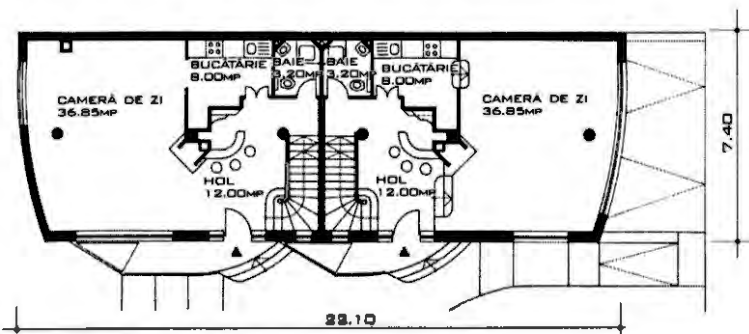 BUCĂTĂRIE
8.00MP
BAIE
3.20MP
BAIE
3.20MP
BUCĂTĂRIE
8.00MP
CAMERĂ DE ZI
36.85MP
CAMERĂ DE ZI
36.85MP
7.40
HOL
12.00MP
HOL
12.00MP
22.10